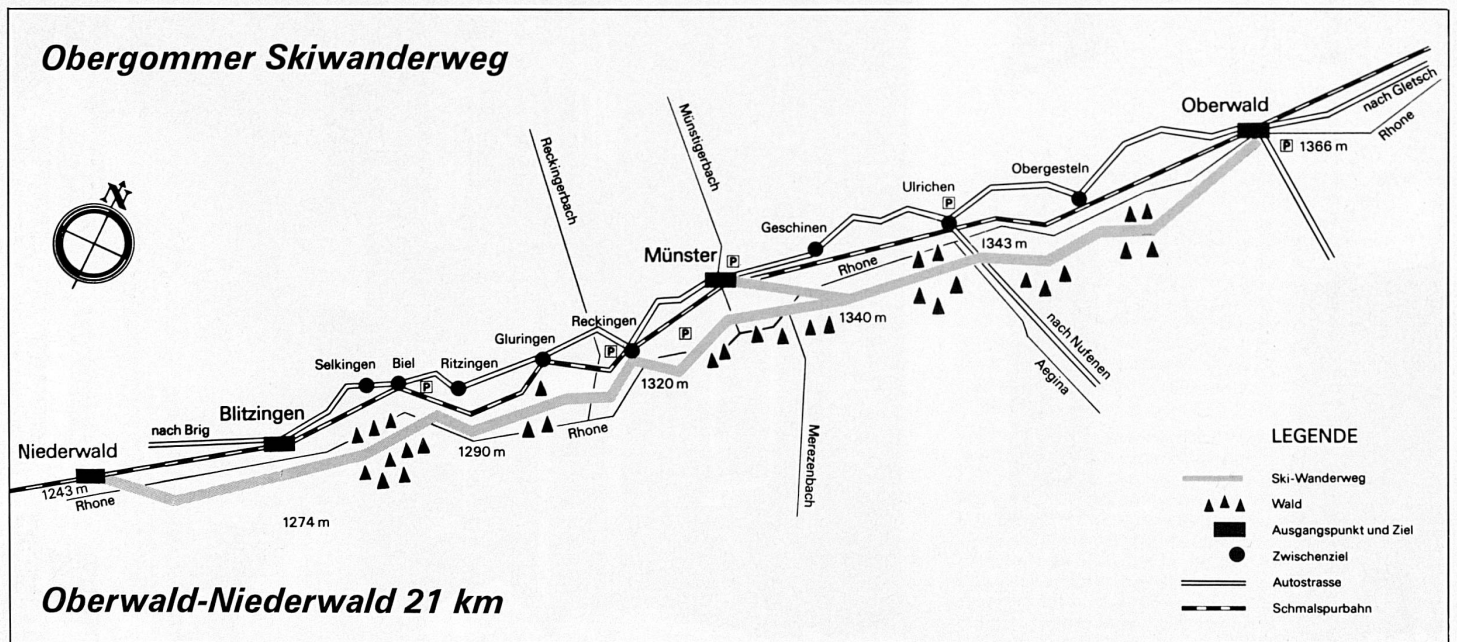 Obergommer Skiwanderweg
N
Oberwald
nach Gletsch
Rhone
P 1366 m
Obergesteln
Ulrichen
P
Geschinen
1343 m
Münstigerbach
Reckingerbach
Münster
P
Rhone
1340 m
nach Nufenen
Aegina
Reckingen
P
P
Gluringen
1320 m
Selkingen
Biel
Ritzingen
P
Blitzingen
nach Brig
Rhone
1290 m
Merezenbach
Niederwald
1243 m
Rhone
1274 m
LEGENDE
Ski-Wanderweg
Wald
Ausgangspunkt und Ziel
Zwischenziel
Autostrasse
Schmalspurbahn
Oberwald-Niederwald 21 km